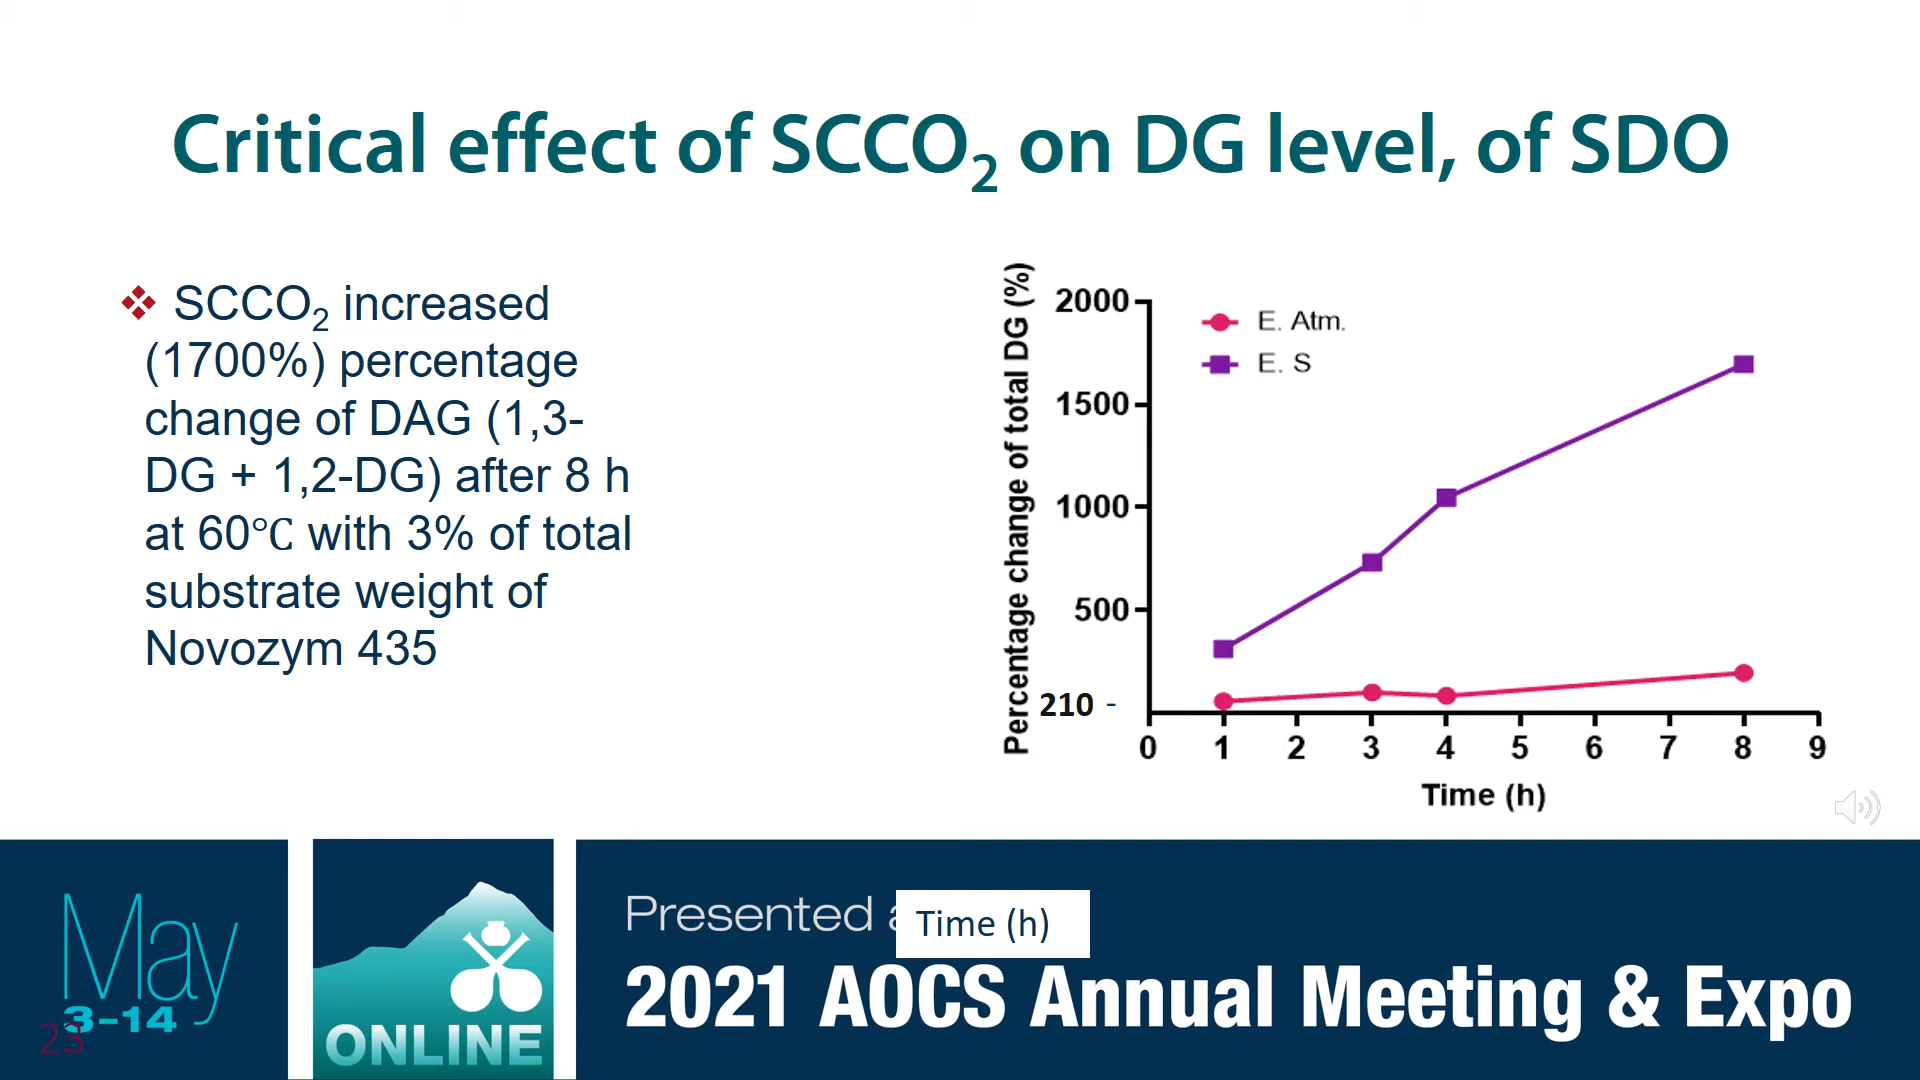 Critical effect of SCCO₂ on DG level, of SDO
❖ SCCO₂ increased
(1700%) percentage
change of DAG (1,3-
DG + 1,2-DG) after 8 h
at 60℃ with 3% of total
substrate weight of
Novozym 435
Percentage change of total DG (%)
2000
1500
1000
500
210 -
E. Atm.
E. S
0 1 2 3 4 5 6 7 8 9
Time (h)
May
3-14
23
ONLINE
Presented
Time (h)
2021 AOCS Annual Meeting & Expo